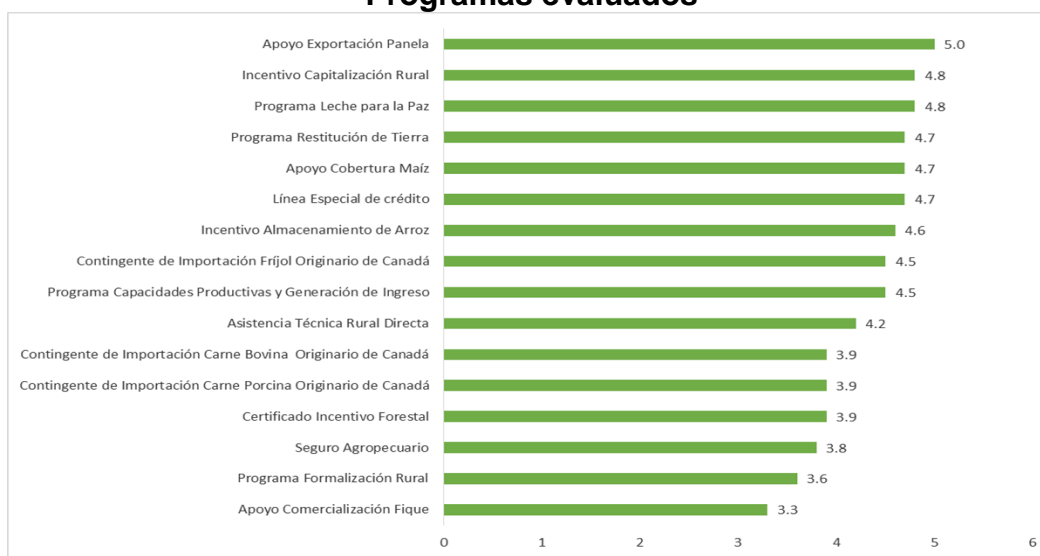 Programas evaluados
Apoyo Exportación Panela 5.0
Incentivo Capitalización Rural 4.8
Programa Leche para la Paz 4.8
Programa Restitución de Tierra 4.7
Apoyo Cobertura Maíz 4.7
Línea Especial de crédito 4.7
Incentivo Almacenamiento de Arroz 4.6
Contingente de Importación Fríjol Originario de Canadá 4.5
Programa Capacidades Productivas y Generación de Ingreso 4.5
Asistencia Técnica Rural Directa 4.2
Contingente de Importación Carne Bovina Originario de Canadá 3.9
Contingente de Importación Carne Porcina Originario de Canadá 3.9
Certificado Incentivo Forestal 3.9
Seguro Agropecuario 3.8
Programa Formalización Rural 3.6
Apoyo Comercialización Fique 3.3
0 1 2 3 4 5 6